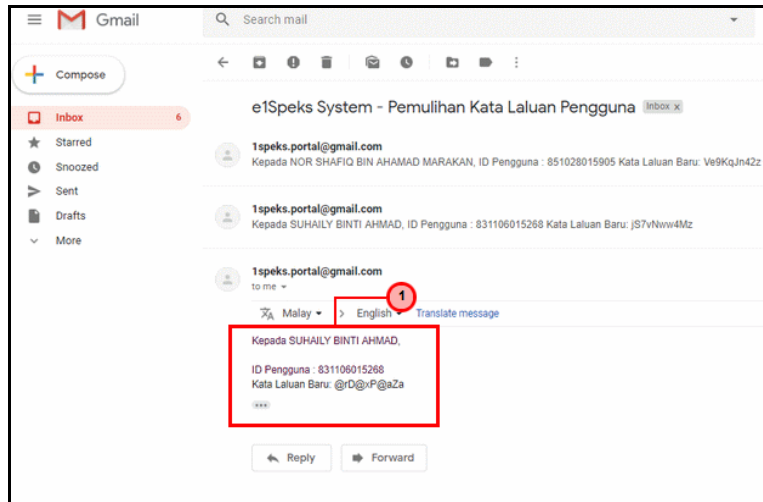 Gmail
Search mail
Compose
Inbox 6
Starred
Snoozed
Sent
Drafts
More
e1Speks System - Pemulihan Kata Laluan Pengguna Inbox x
1speks.portal@gmail.com
Kepada NOR SHAFIQ BIN AHAMAD MARAKAN, ID Pengguna : 851028015905 Kata Laluan Baru: Ve9KqJn42z
1speks.portal@gmail.com
Kepada SUHAILY BINTI AHMAD, ID Pengguna : 831106015268 Kata Laluan Baru: jS7vNww4Mz
1speks.portal@gmail.com
to me
1
Malay > English Translate message
Kepada SUHAILY BINTI AHMAD,
ID Pengguna : 831106015268
Kata Laluan Baru: @rD@xP@aZa
Reply Forward